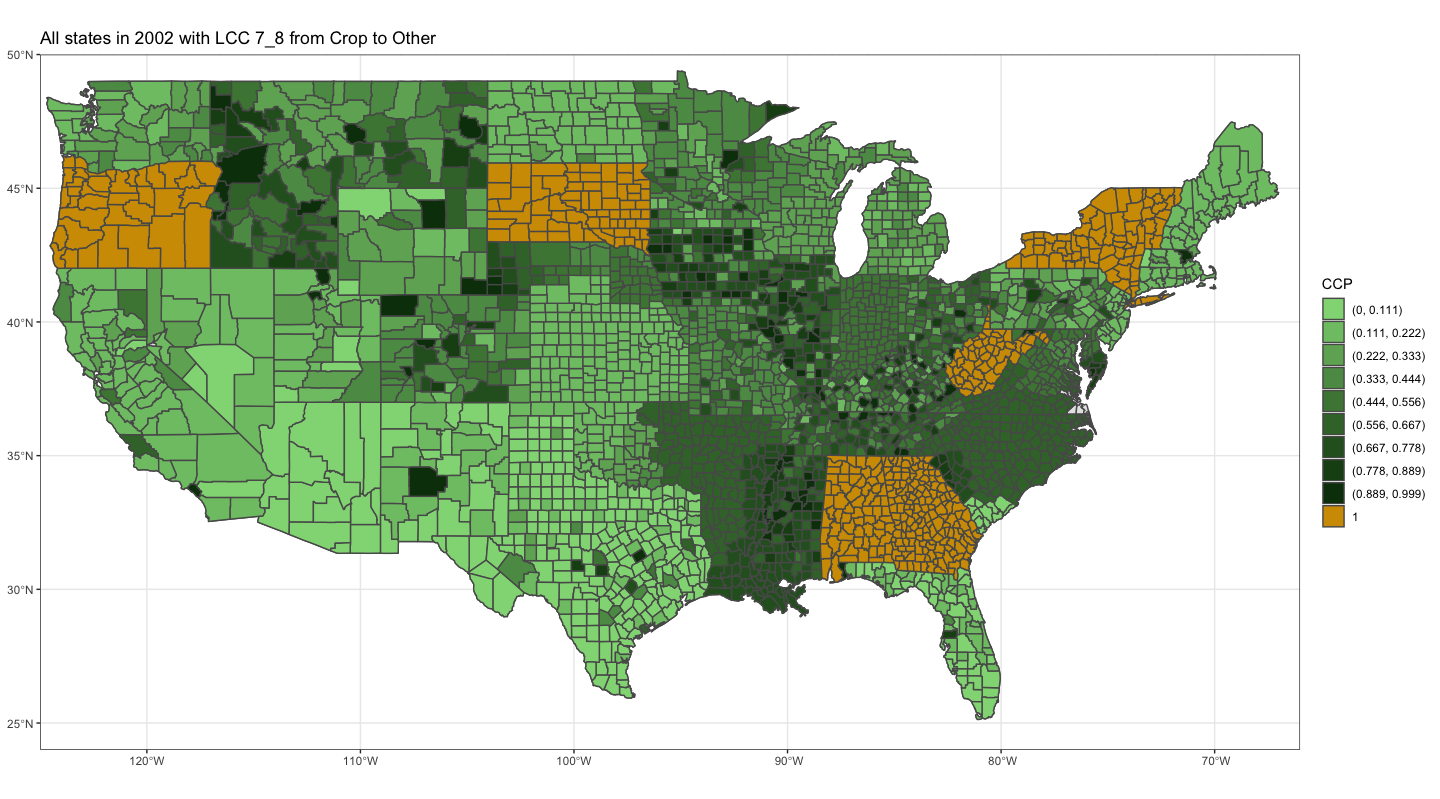 All states in 2002 with LCC 7_8 from Crop to Other
50°N
45°N
40°N
35°N
30°N
25°N
120°W
110°W
100°W
90°W
80°W
70°W
CCP
(0, 0.111)
(0.111, 0.222)
(0.222, 0.333)
(0.333, 0.444)
(0.444, 0.556)
(0.556, 0.667)
(0.667, 0.778)
(0.778, 0.889)
(0.889, 0.999)
1